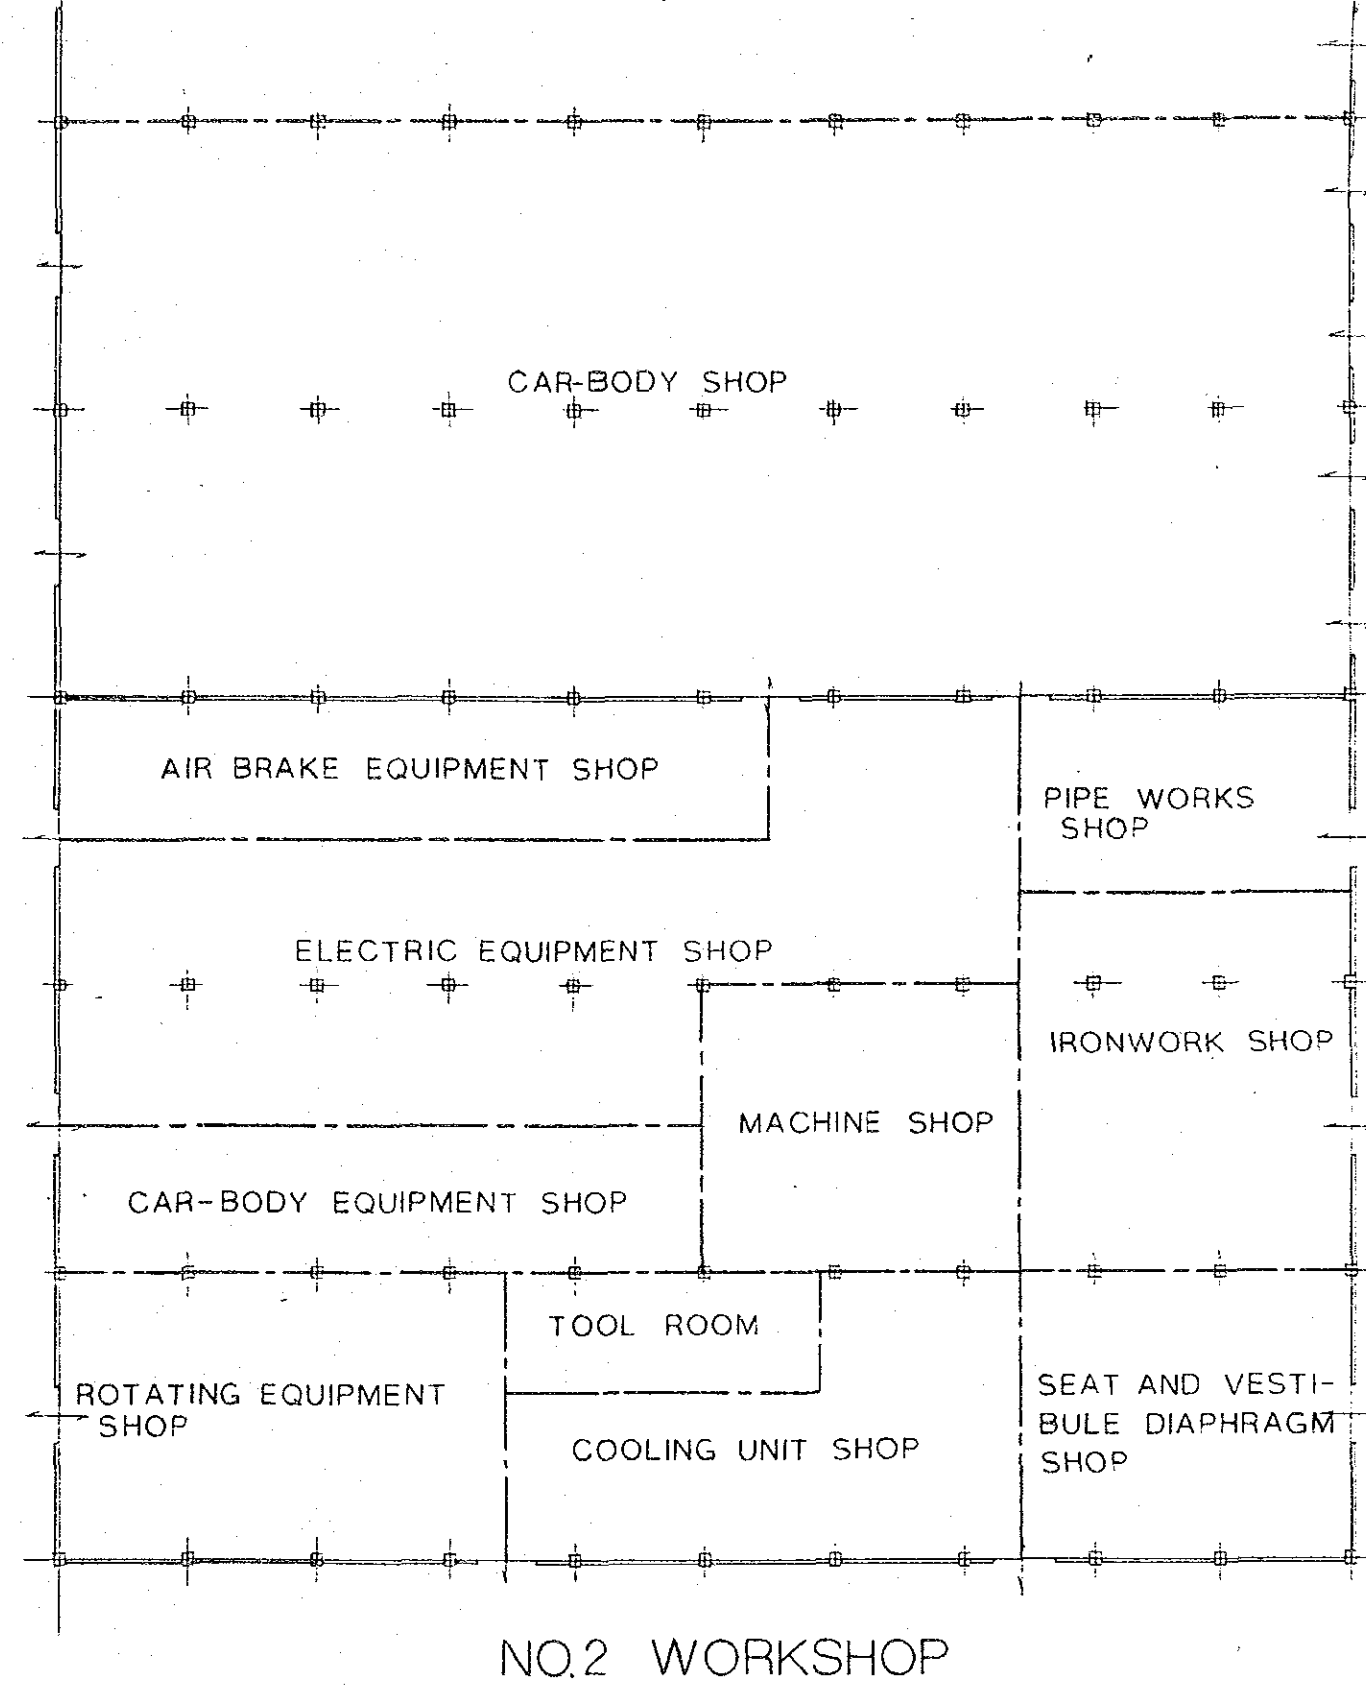 CAR-BODY SHOP
AIR BRAKE EQUIPMENT SHOP
PIPE WORKS
SHOP
ELECTRIC EQUIPMENT SHOP
IRONWORK SHOP
MACHINE SHOP
CAR-BODY EQUIPMENT SHOP
TOOL ROOM
ROTATING EQUIPMENT
SHOP
COOLING UNIT SHOP
SEAT AND VESTI-
BULE DIAPHRAGM
SHOP
NO.2 WORKSHOP